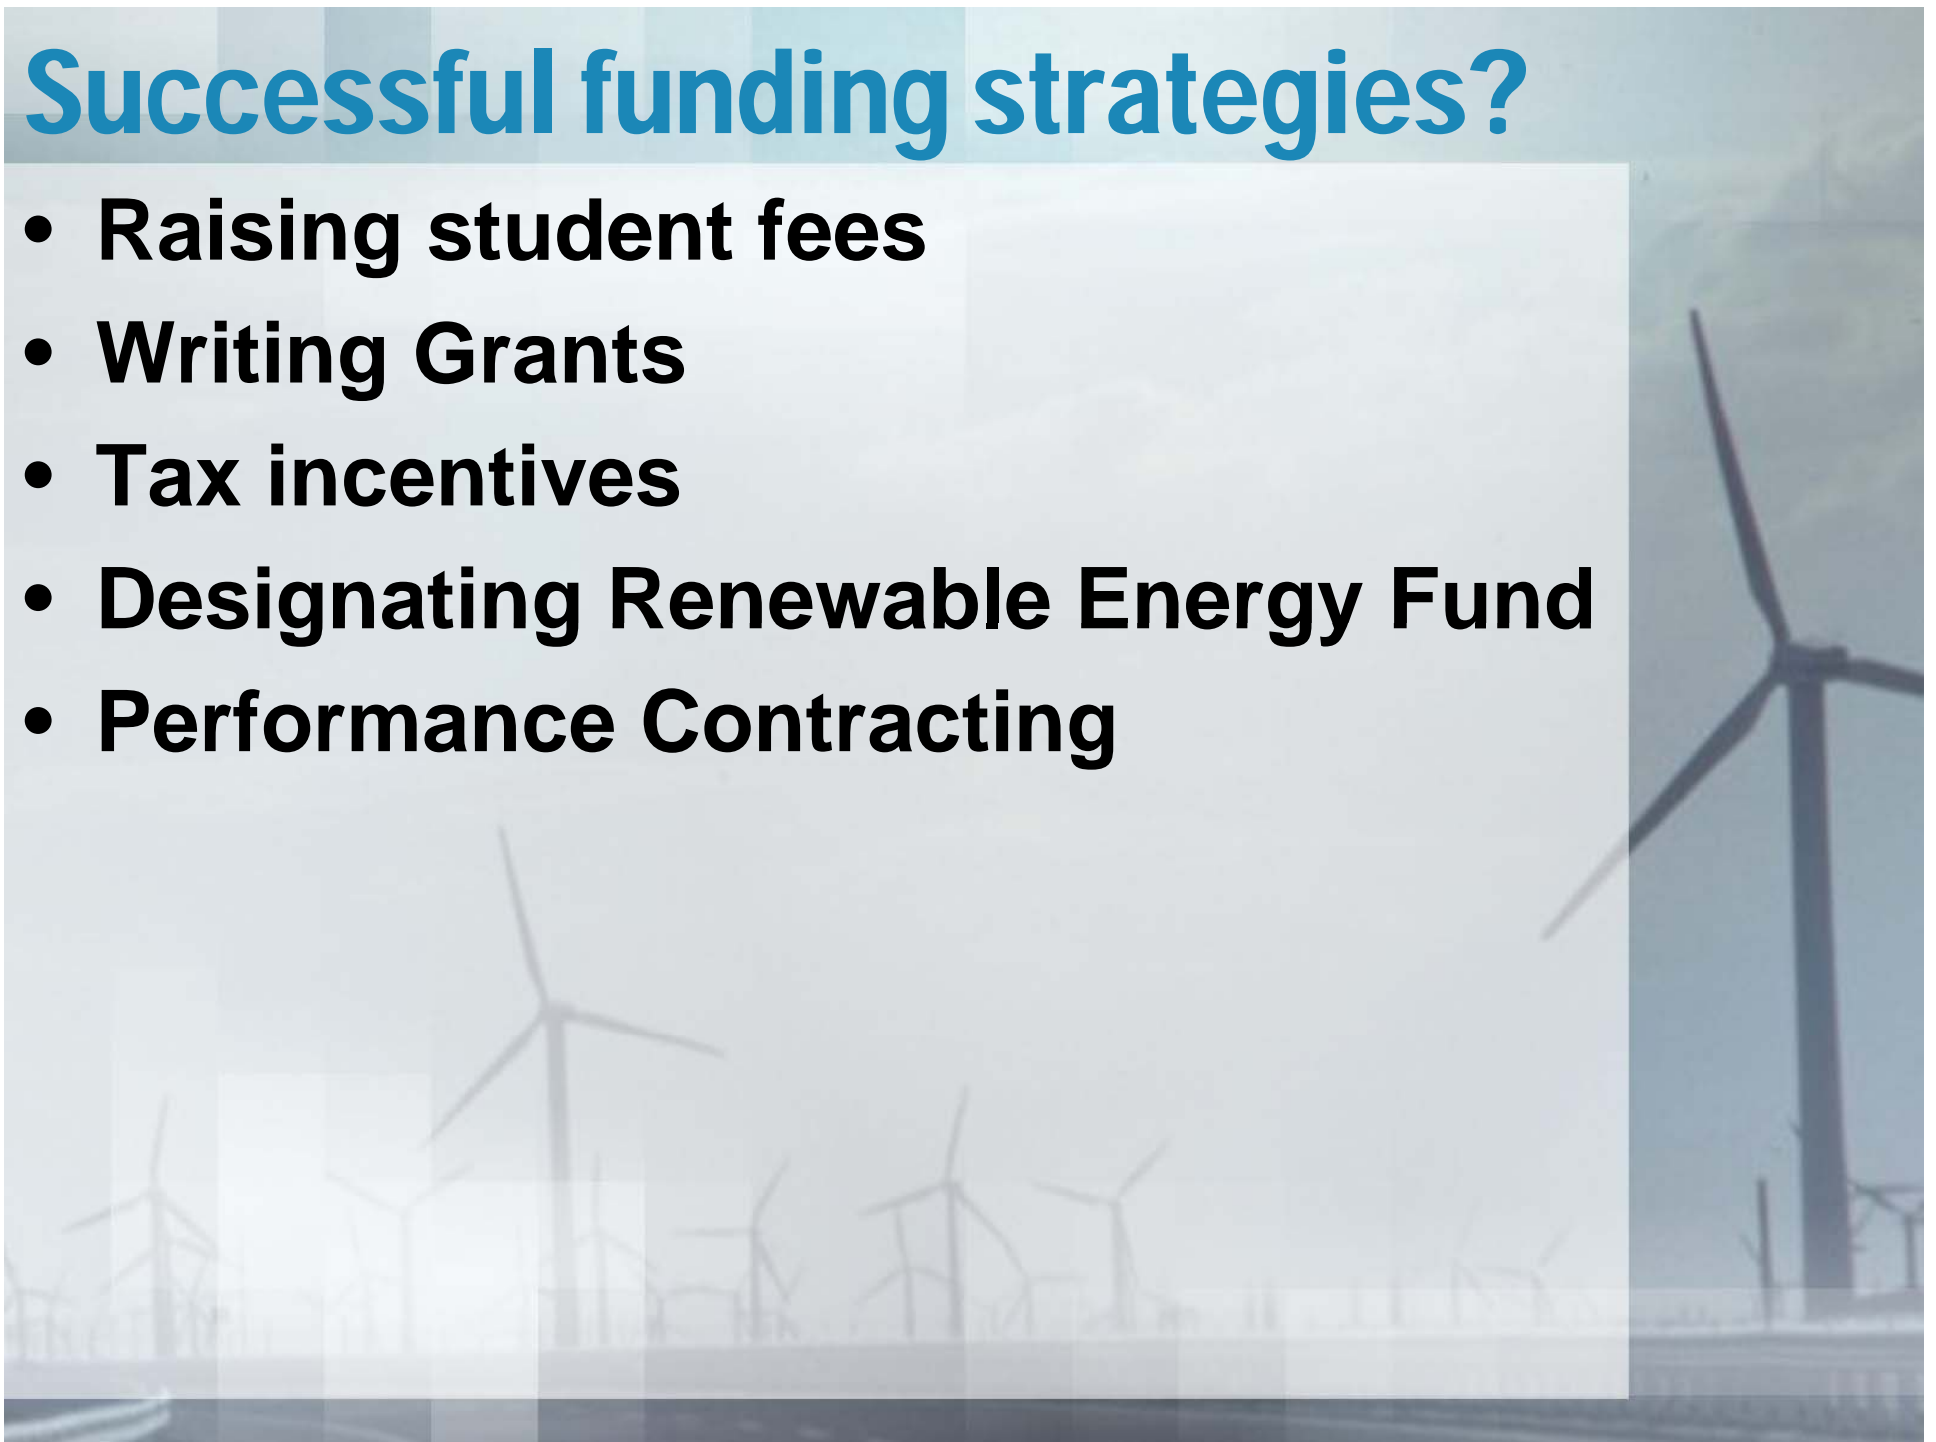 Successful funding strategies?
• Raising student fees
• Writing Grants
• Tax incentives
• Designating Renewable Energy Fund
• Performance Contracting